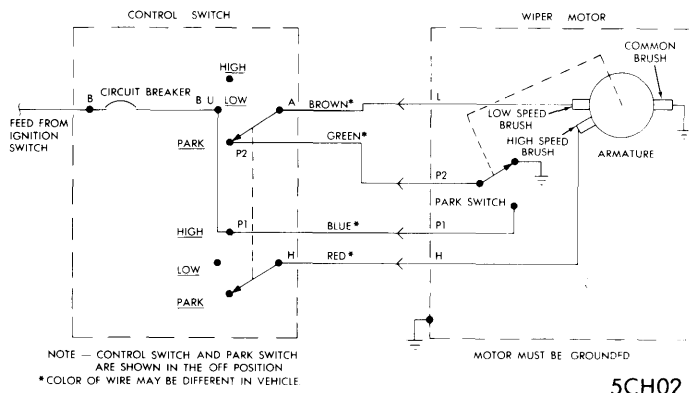 CONTROL SWITCH
WIPER MOTOR
HIGH
COMMON
BRUSH
CIRCUIT BREAKER
B
B U
LOW
A
BROWN*
L
FEED FROM
IGNITION
SWITCH
LOW SPEED
BRUSH
GREEN*
HIGH SPEED
BRUSH
ARMATURE
PARK
P2
P2
PARK SWITCH
HIGH
P1
BLUE *
P1
LOW
H
RED*
H
PARK
NOTE — CONTROL SWITCH AND PARK SWITCH
ARE SHOWN IN THE OFF POSITION
*COLOR OF WIRE MAY BE DIFFERENT IN VEHICLE
MOTOR MUST BE GROUNDED
5CH02